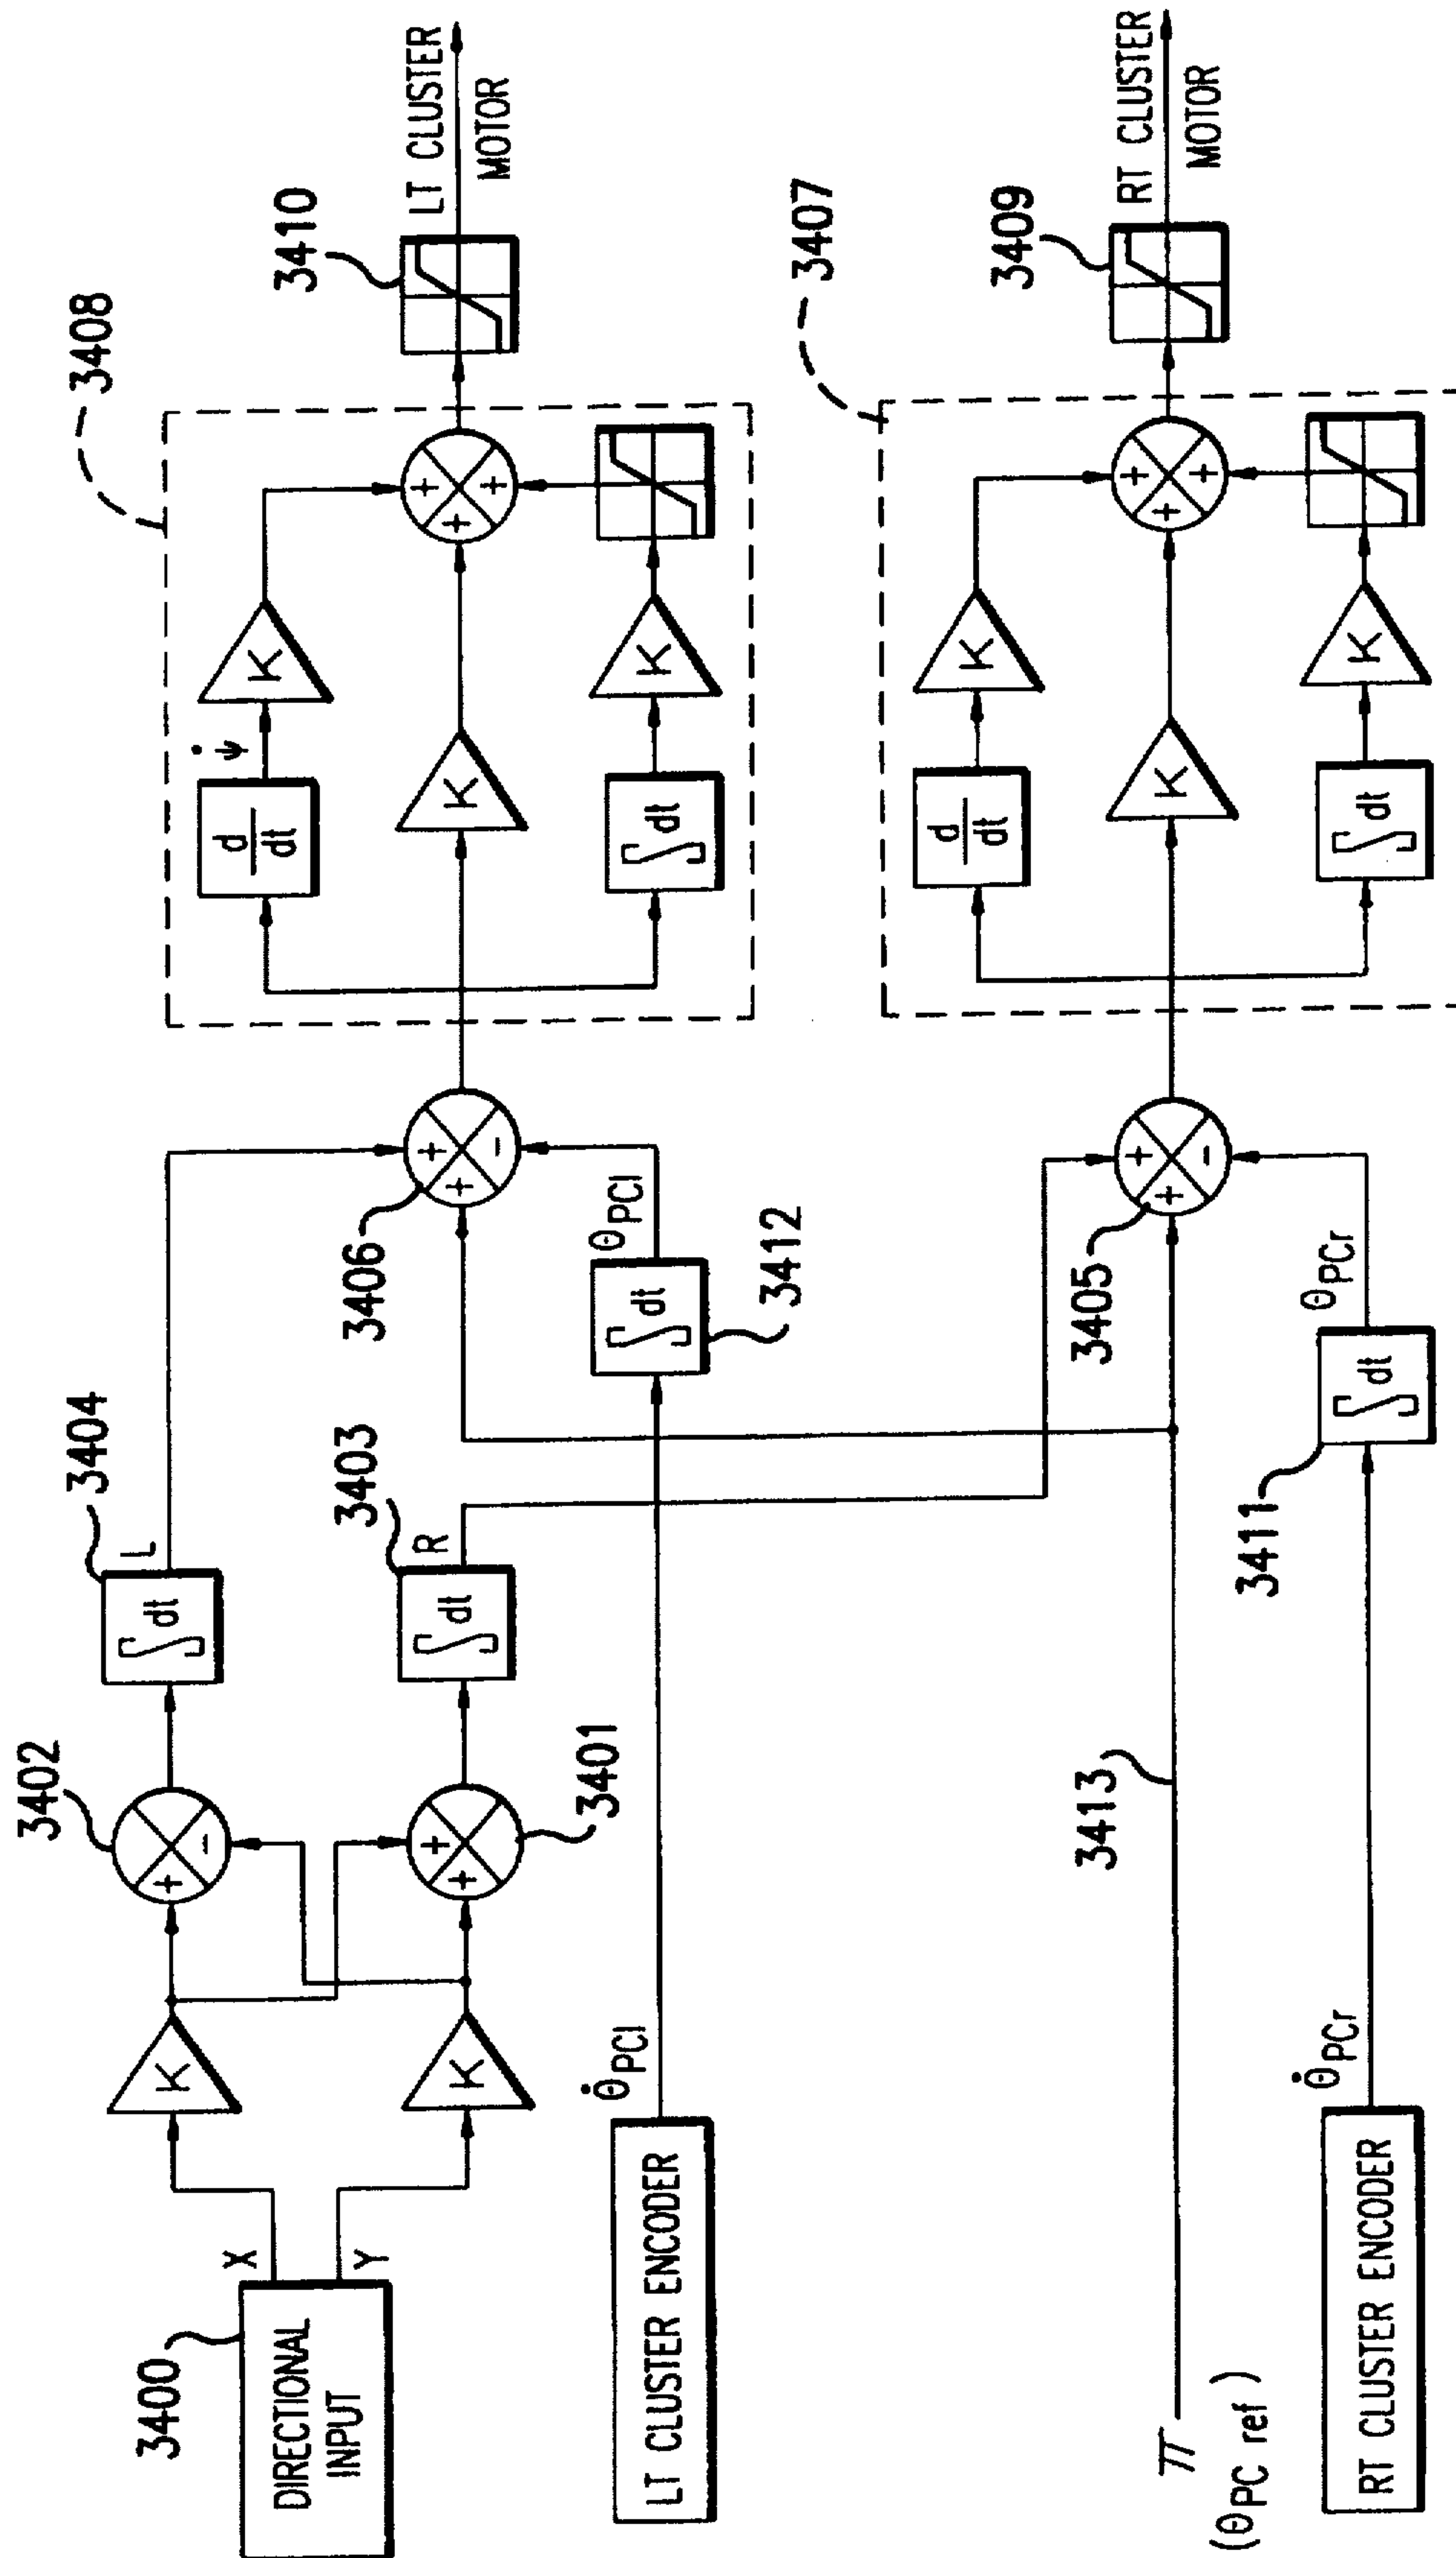 3400
DIRECTIONAL
INPUT
X
Y
K
K
3402
+
-
3401
+
+
3404
∫dt
L
3403
∫dt
R
LT CLUSTER ENCODER
θ̇PCl
3412
∫dt
θPCl
3406
+
+
-
3408
d
dt
ψ̇
K
K
∫dt
K
+
+
+
3410
LT CLUSTER
MOTOR
π
(θPC ref)
3413
RT CLUSTER ENCODER
θ̇PCr
3411
∫dt
θPCr
3405
+
+
-
3407
d
dt
K
K
∫dt
K
+
+
+
3409
RT CLUSTER
MOTOR